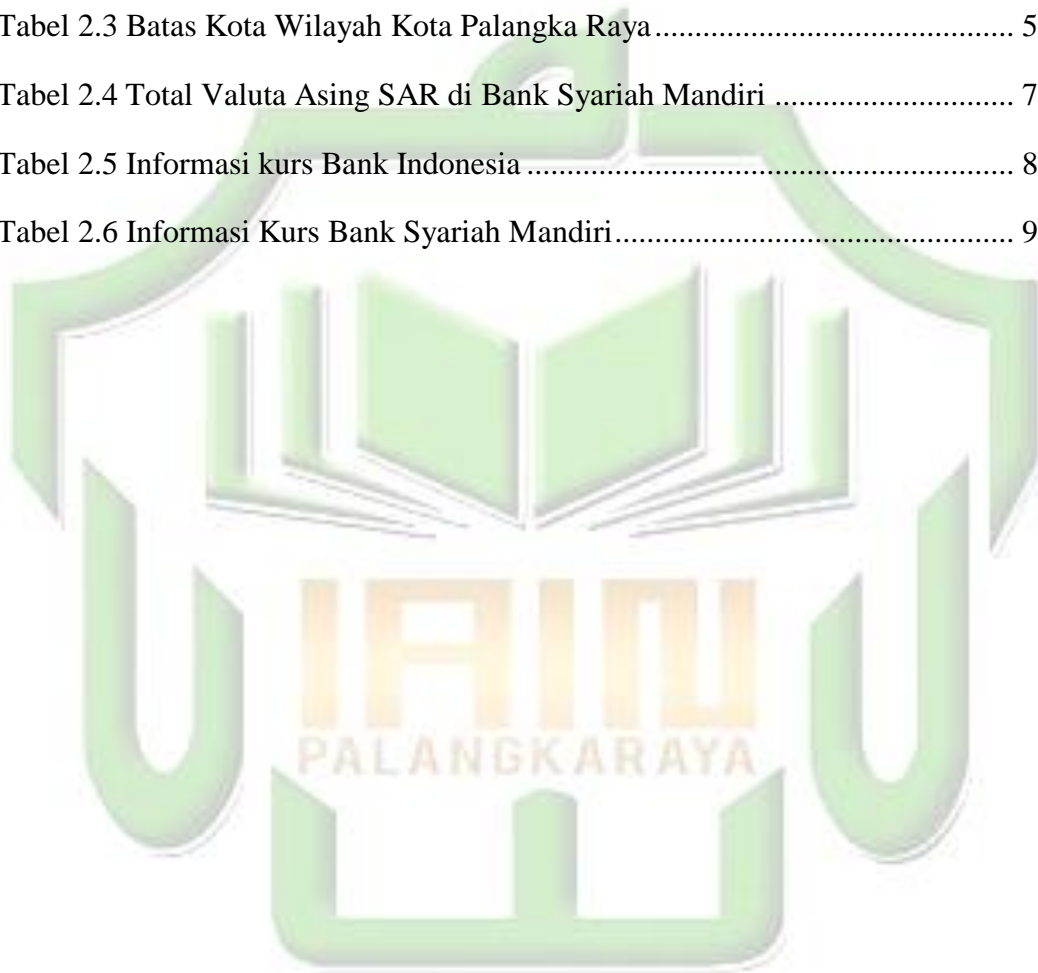 Tabel 2.3 Batas Kota Wilayah Kota Palangka Raya................................................ 5
Tabel 2.4 Total Valuta Asing SAR di Bank Syariah Mandiri ............................ 7
Tabel 2.5 Informasi kurs Bank Indonesia ................................................................ 8
Tabel 2.6 Informasi Kurs Bank Syariah Mandiri..................................................... 9
IAIN
PALANGKARAYA